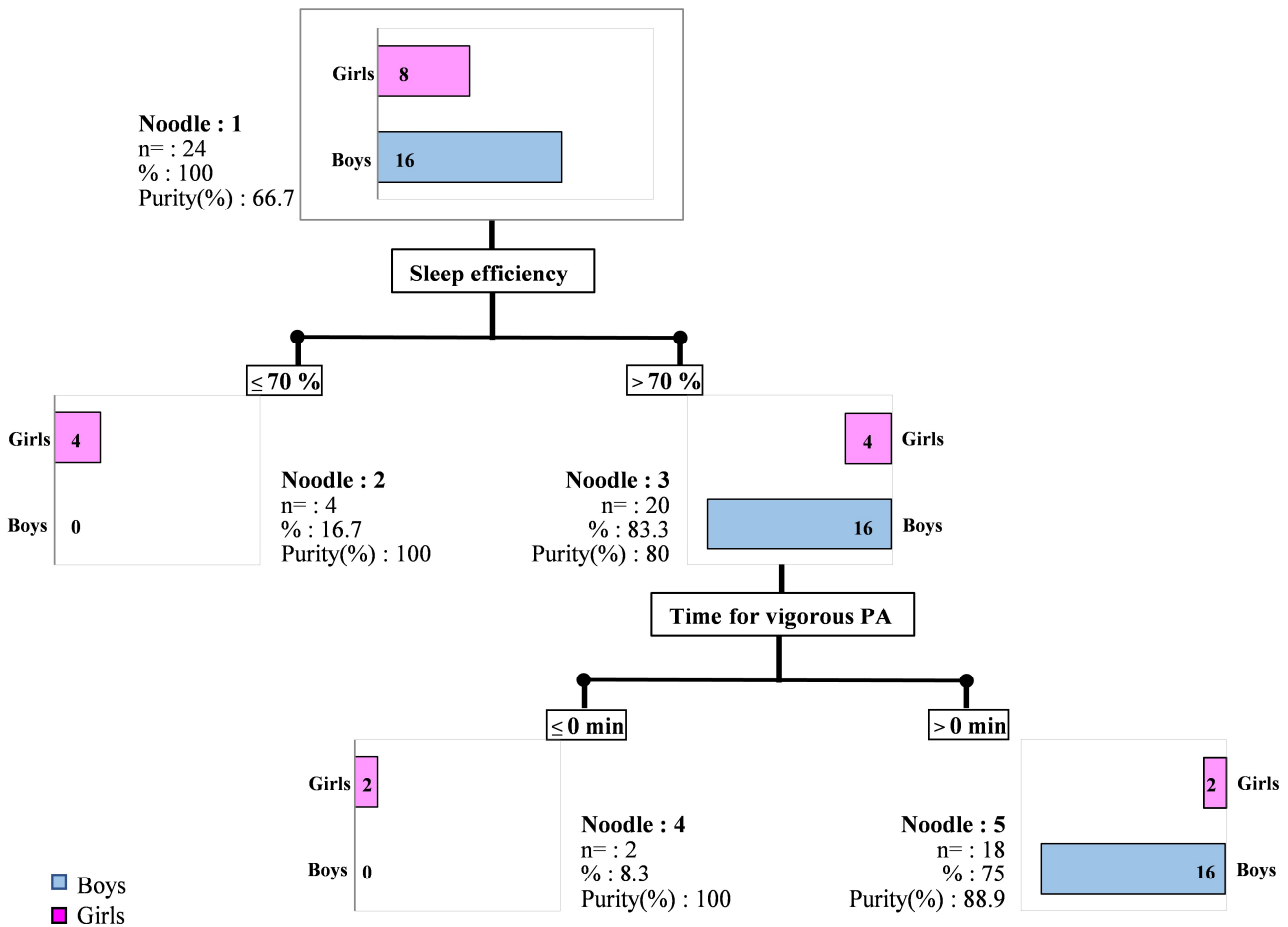 Girls
8
Noodle : 1
n= : 24
% : 100
Purity(%) : 66.7
Boys
16
Sleep efficiency
≤ 70 %
> 70 %
Girls
4
Boys
0
Noodle : 2
n= : 4
% : 16.7
Purity(%) : 100
Noodle : 3
n= : 20
% : 83.3
Purity(%) : 80
4
Girls
16
Boys
Time for vigorous PA
≤ 0 min
> 0 min
Girls
2
Boys
0
Noodle : 4
n= : 2
% : 8.3
Purity(%) : 100
Noodle : 5
n= : 18
% : 75
Purity(%) : 88.9
2
Girls
16
Boys
Boys
Girls